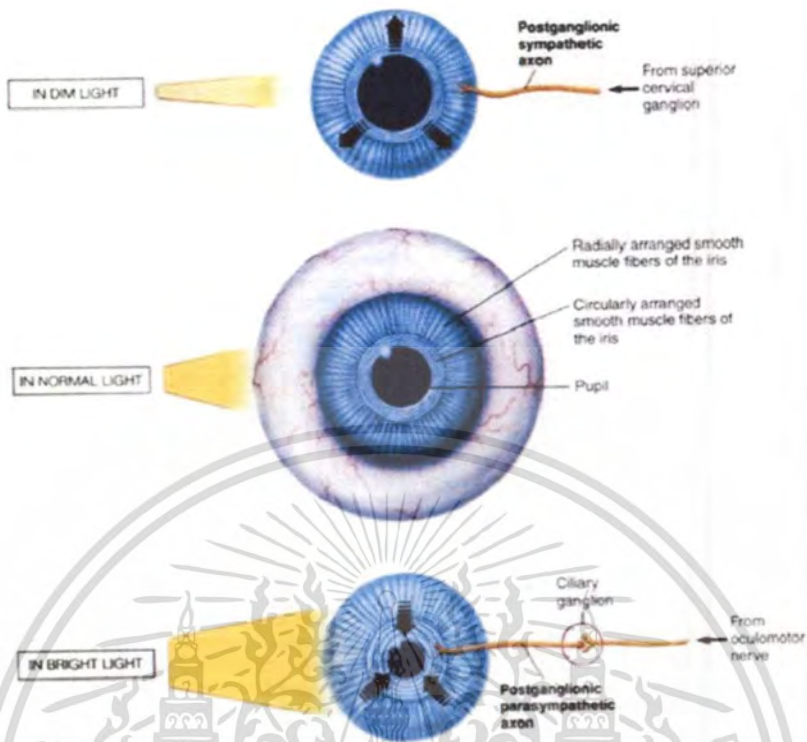 Postganglionic
sympathetic
axon
IN DIM LIGHT
From superior
cervical
ganglion
Radially arranged smooth
muscle fibers of the iris
Circularly arranged
smooth muscle fibers of
the iris
IN NORMAL LIGHT
Pupil
Ciliary
ganglion
From
oculomotor
nerve
IN BRIGHT LIGHT
Postganglionic
parasympathetic
axon